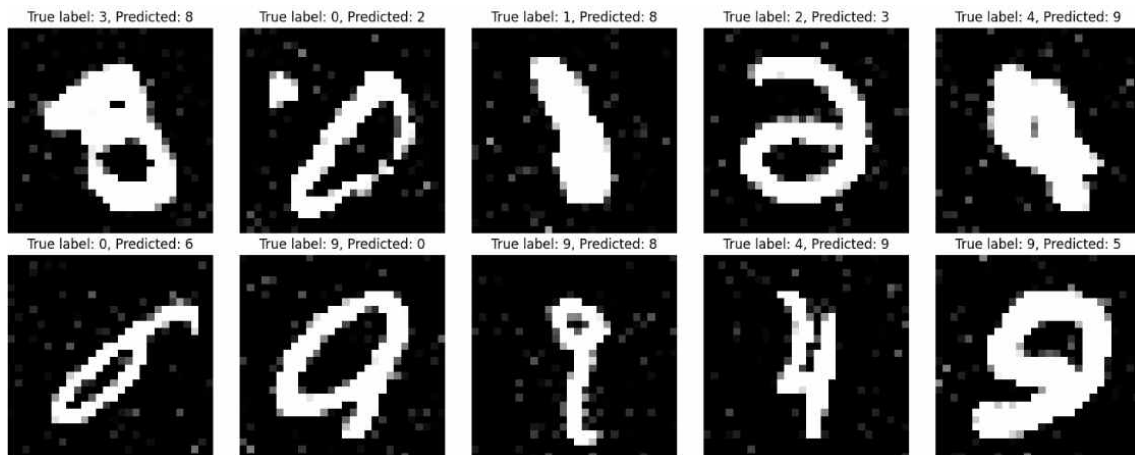 True label: 3, Predicted: 8
True label: 0, Predicted: 2
True label: 1, Predicted: 8
True label: 2, Predicted: 3
True label: 4, Predicted: 9
True label: 0, Predicted: 6
True label: 9, Predicted: 0
True label: 9, Predicted: 8
True label: 4, Predicted: 9
True label: 9, Predicted: 5